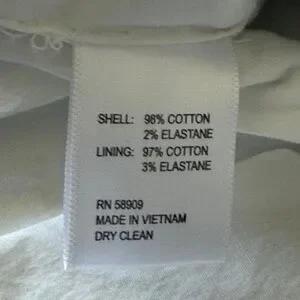 SHELL: 98% COTTON
2% ELASTANE
LINING: 97% COTTON
3% ELASTANE
RN 58909
MADE IN VIETNAM
DRY CLEAN